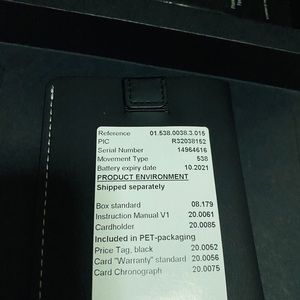 Reference 01.538.0038.3.015
PIC R32038152
Serial Number 14964616
Movement Type 538
Battery expiry date 10.2021
PRODUCT ENVIRONMENT
Shipped separately
Box standard 08.179
Instruction Manual V1 20.0061
Cardholder 20.0085
Included in PET-packaging
Price Tag, black 20.0052
Card "Warranty" standard 20.0056
Card Chronograph 20.0075